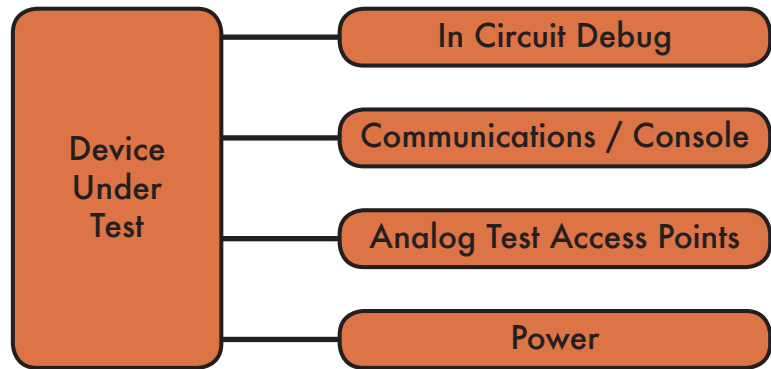 Device
Under
Test
In Circuit Debug
Communications / Console
Analog Test Access Points
Power